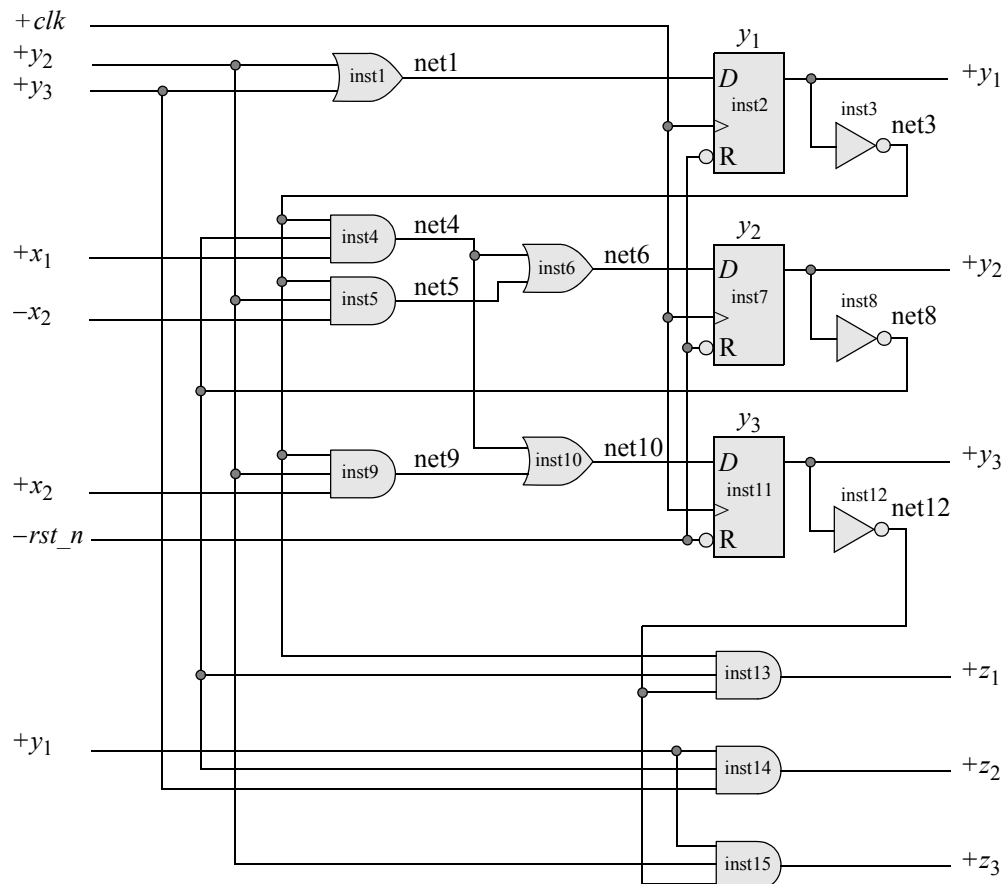 +clk
y₁
+y₂
net1
inst1
D
+y₁
+y₃
inst2
inst3
net3
R
net4
y₂
inst4
+x₁
net6
+y₂
inst6
D
net5
inst5
inst7
inst8
net8
−x₂
R
y₃
net9
net10
+y₃
inst9
inst10
D
inst11
inst12
net12
+x₂
−rst_n
R
inst13
+z₁
+y₁
inst14
+z₂
inst15
+z₃